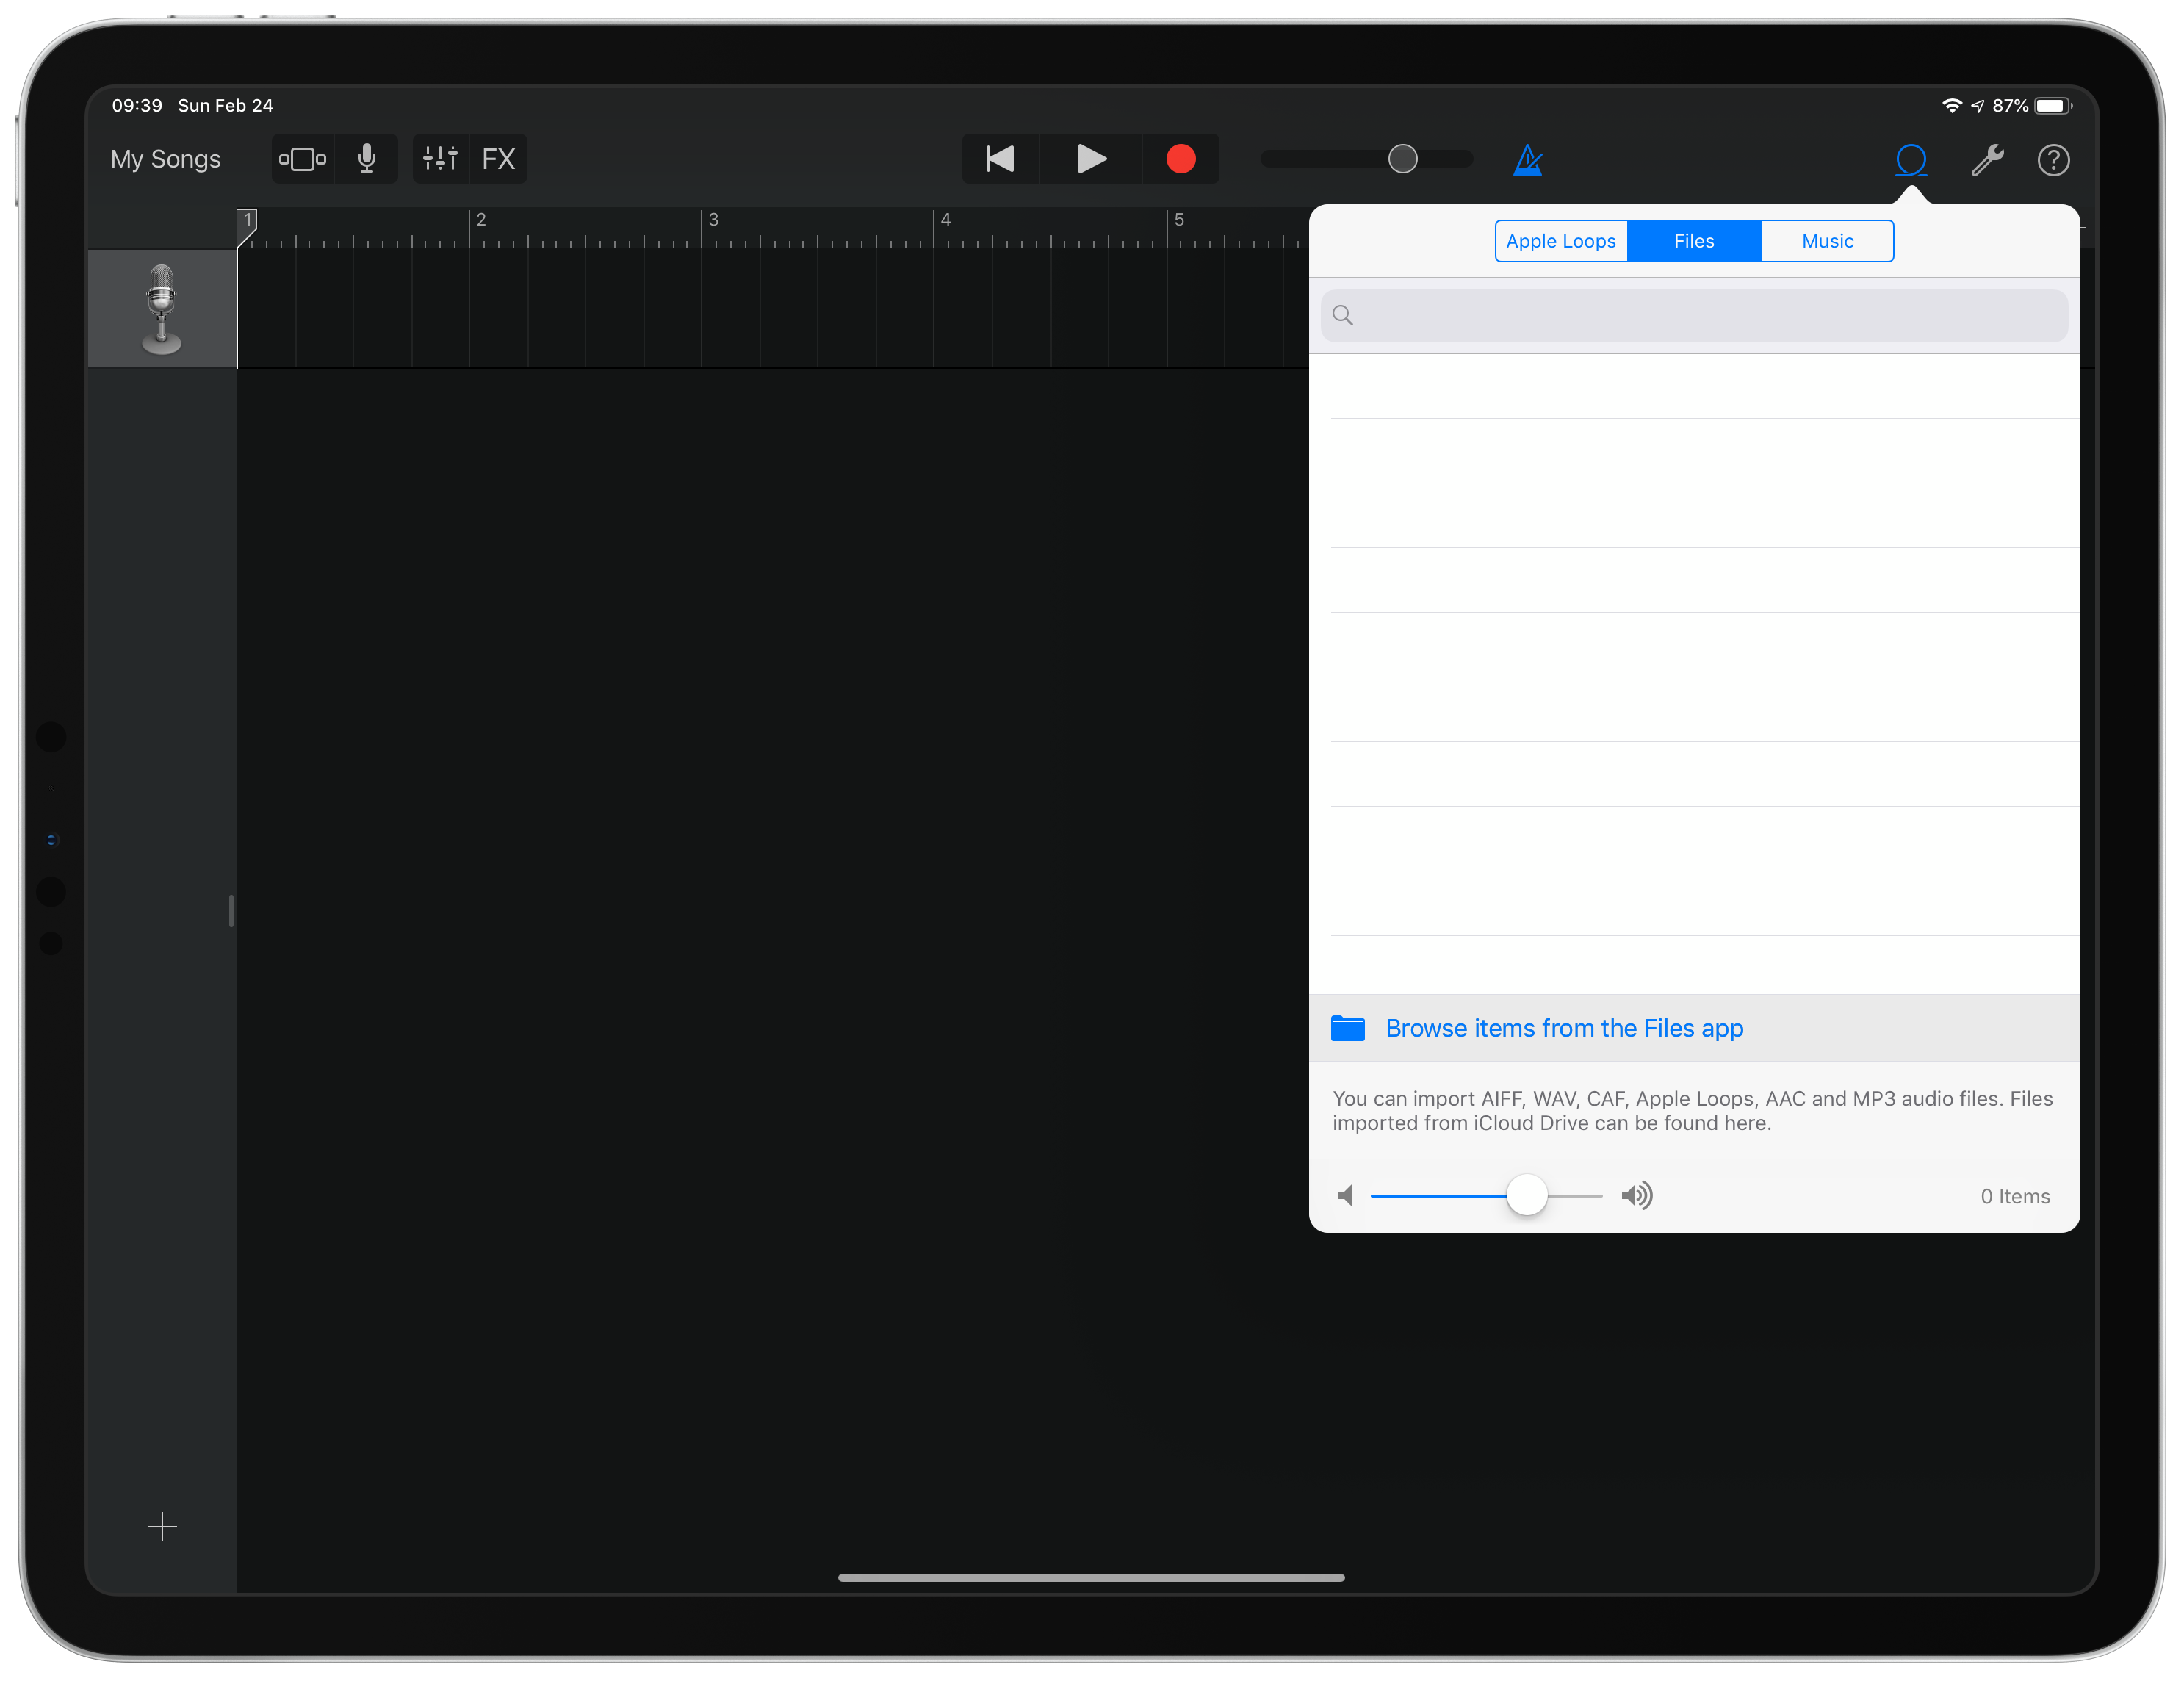 09:39 Sun Feb 24
87%
My Songs
FX
1 2 3 4 5
Apple Loops Files Music
Browse items from the Files app
You can import AIFF, WAV, CAF, Apple Loops, AAC and MP3 audio files. Files
imported from iCloud Drive can be found here.
0 Items